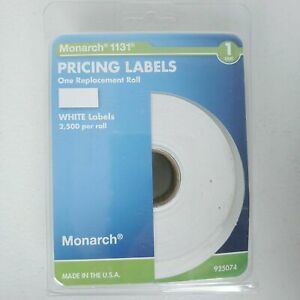 Monarch® 1131®
1
PRICING LABELS
One Replacement Roll
WHITE Labels
2,500 per roll
Monarch®
MADE IN THE U.S.A.
925074